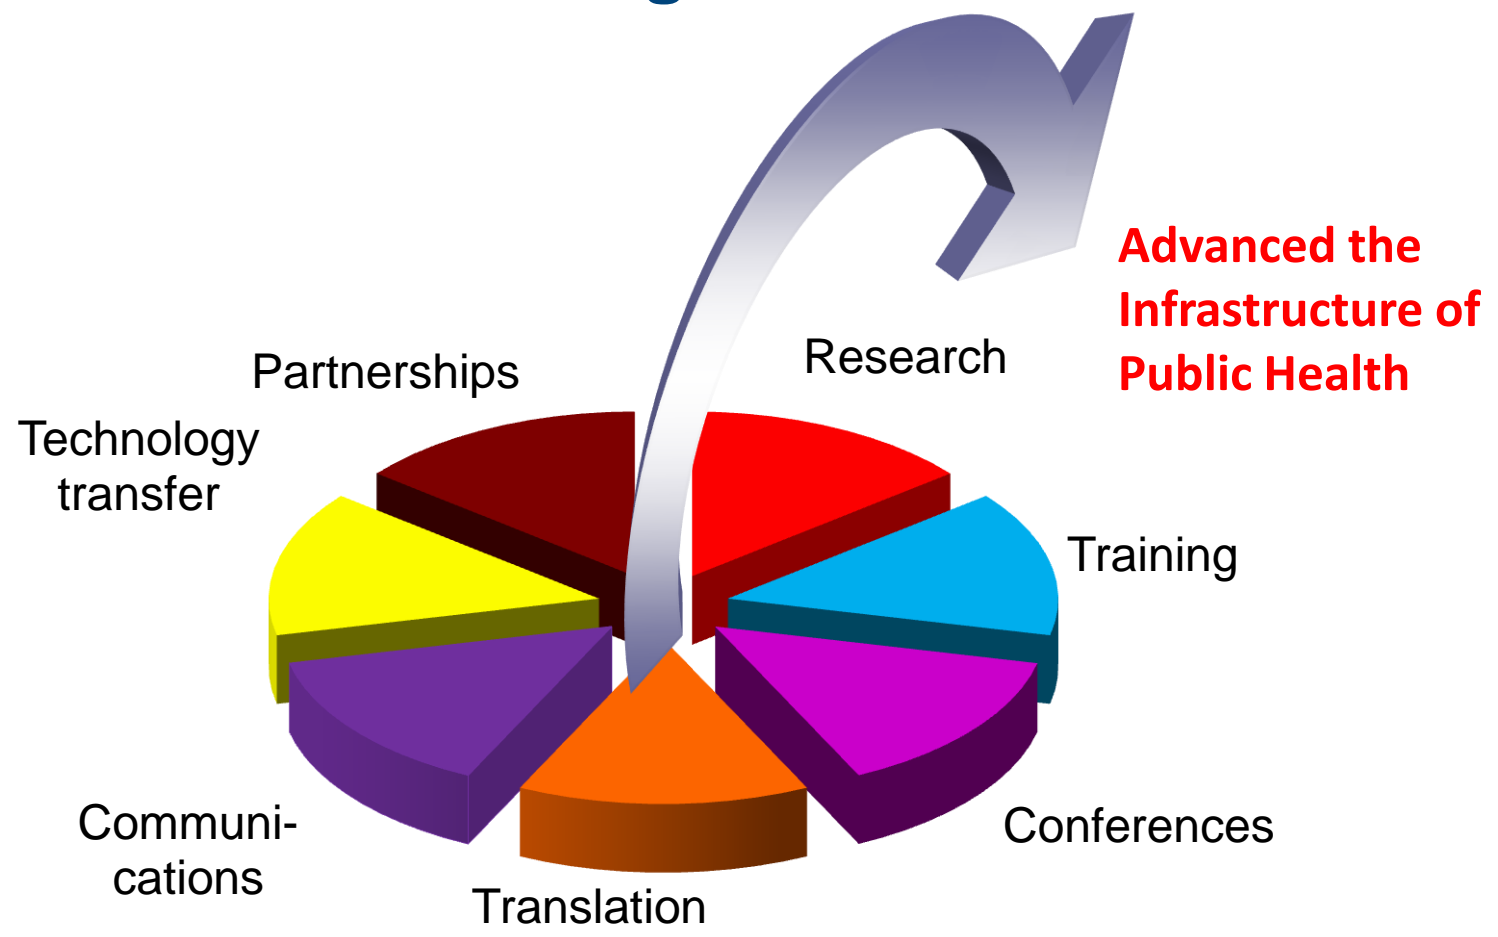 Advanced the
Infrastructure of
Public Health
Research
Partnerships
Technology
transfer
Training
Communi-
cations
Conferences
Translation